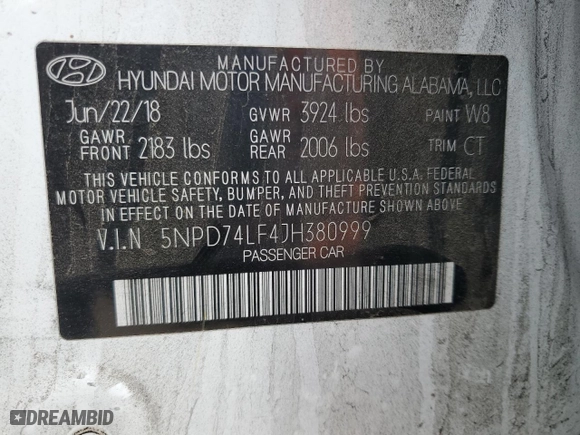 MANUFACTURED BY
HYUNDAI MOTOR MANUFACTURING ALABAMA, LLC
Jun/22/18 GVWR 3924 lbs PAINT W8
GAWR FRONT 2183 lbs GAWR REAR 2006 lbs TRIM CT
THIS VEHICLE CONFORMS TO ALL APPLICABLE U.S.A. FEDERAL
MOTOR VEHICLE SAFETY, BUMPER, AND THEFT PREVENTION STANDARDS
IN EFFECT ON THE DATE OF MANUFACTURE SHOWN ABOVE
V.I.N 5NPD74LF4JH380999
PASSENGER CAR
DREAMBID